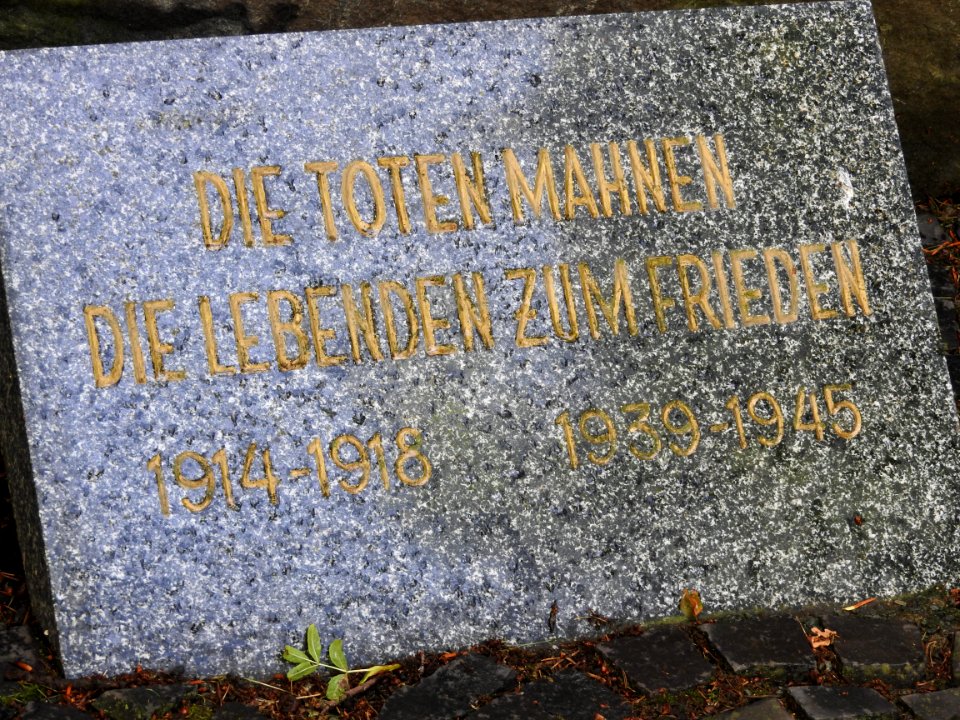 DIE TOTEN MAHNEN
DIE LEBENDEN ZUM FRIEDEN
1914-1918 1939-1945